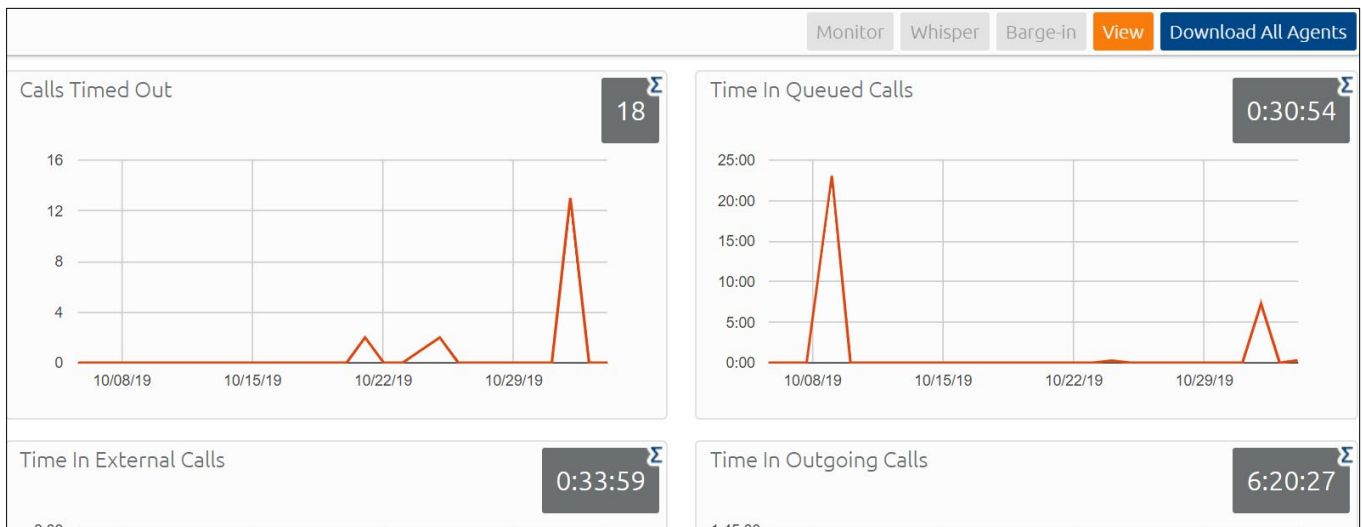 Monitor Whisper Barge-in View Download All Agents
Calls Timed Out
Σ
18
16
12
8
4
0
10/08/19 10/15/19 10/22/19 10/29/19
Time In Queued Calls
Σ
0:30:54
25:00
20:00
15:00
10:00
5:00
0:00
10/08/19 10/15/19 10/22/19 10/29/19
Time In External Calls
Σ
0:33:59
Time In Outgoing Calls
Σ
6:20:27